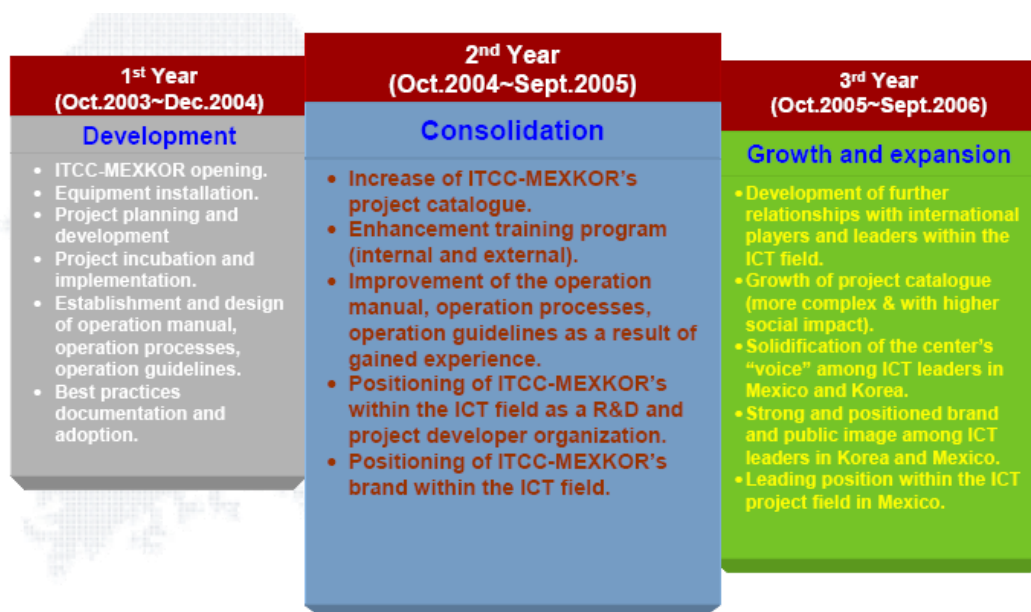 1st Year
(Oct.2003~Dec.2004)
Development
• ITCC-MEXKOR opening.
• Equipment installation.
• Project planning and
development
• Project incubation and
implementation.
• Establishment and design
of operation manual,
operation processes,
operation guidelines.
• Best practices
documentation and
adoption.
2nd Year
(Oct.2004~Sept.2005)
Consolidation
• Increase of ITCC-MEXKOR's
project catalogue.
• Enhancement training program
(internal and external).
• Improvement of the operation
manual, operation processes,
operation guidelines as a result of
gained experience.
• Positioning of ITCC-MEXKOR's
within the ICT field as a R&D and
project developer organization.
• Positioning of ITCC-MEXKOR's
brand within the ICT field.
3rd Year
(Oct.2005~Sept.2006)
Growth and expansion
• Development of further
relationships with international
players and leaders within the
ICT field.
• Growth of project catalogue
(more complex & with higher
social impact).
• Solidification of the center's
“voice” among ICT leaders in
Mexico and Korea.
• Strong and positioned brand
and public image among ICT
leaders in Korea and Mexico.
• Leading position within the ICT
project field in Mexico.